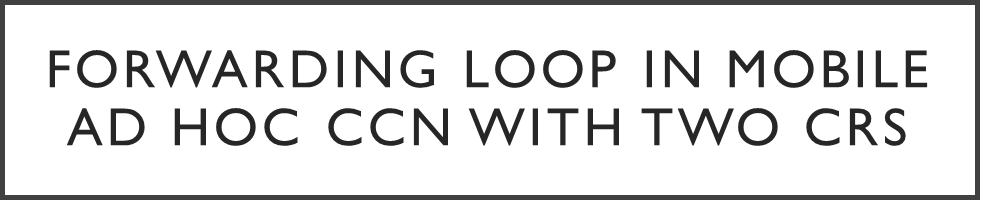 FORWARDING LOOP IN MOBILE
AD HOC CCN WITH TWO CRS